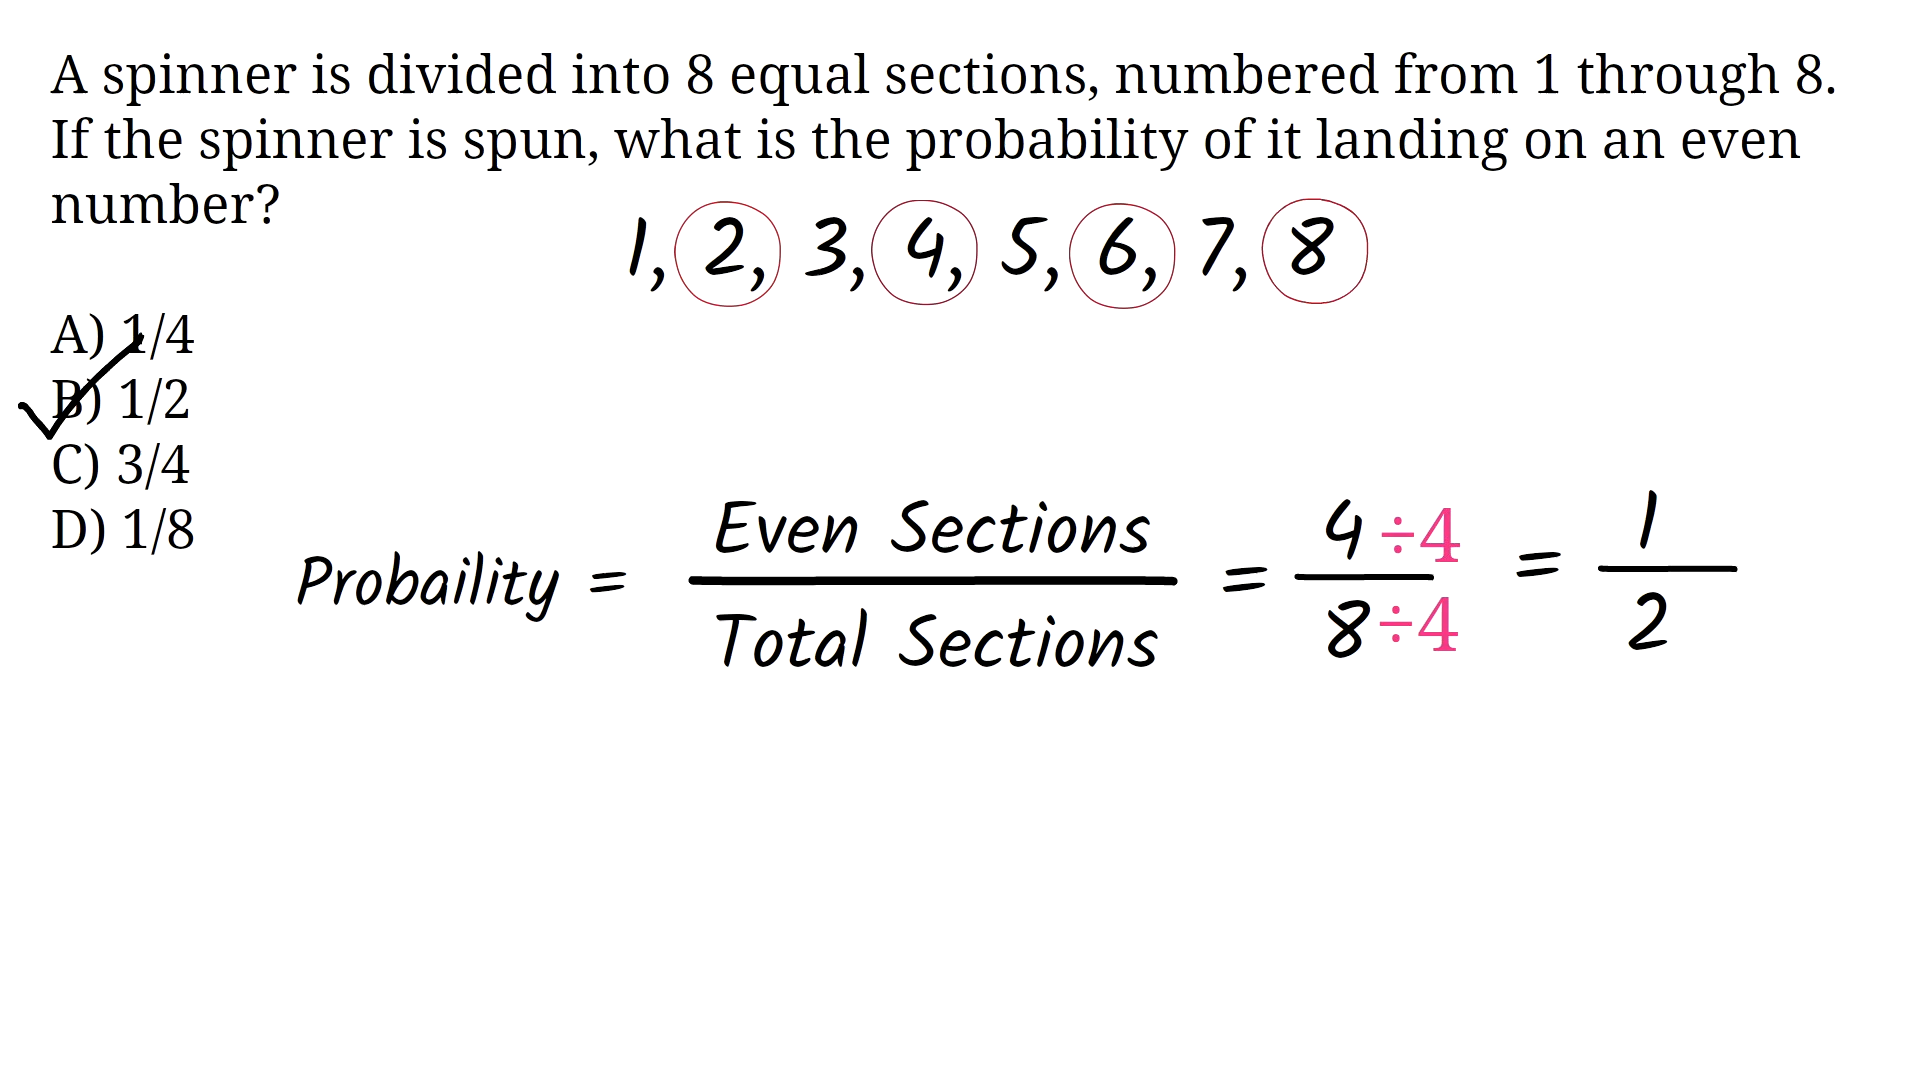 A spinner is divided into 8 equal sections, numbered from 1 through 8.
If the spinner is spun, what is the probability of it landing on an even
number?
1, 2, 3, 4, 5, 6, 7, 8
A) 1/4
B) 1/2
C) 3/4
D) 1/8
Probaility = Even Sections / Total Sections = 4 ÷4 / 8 ÷4 = 1 / 2